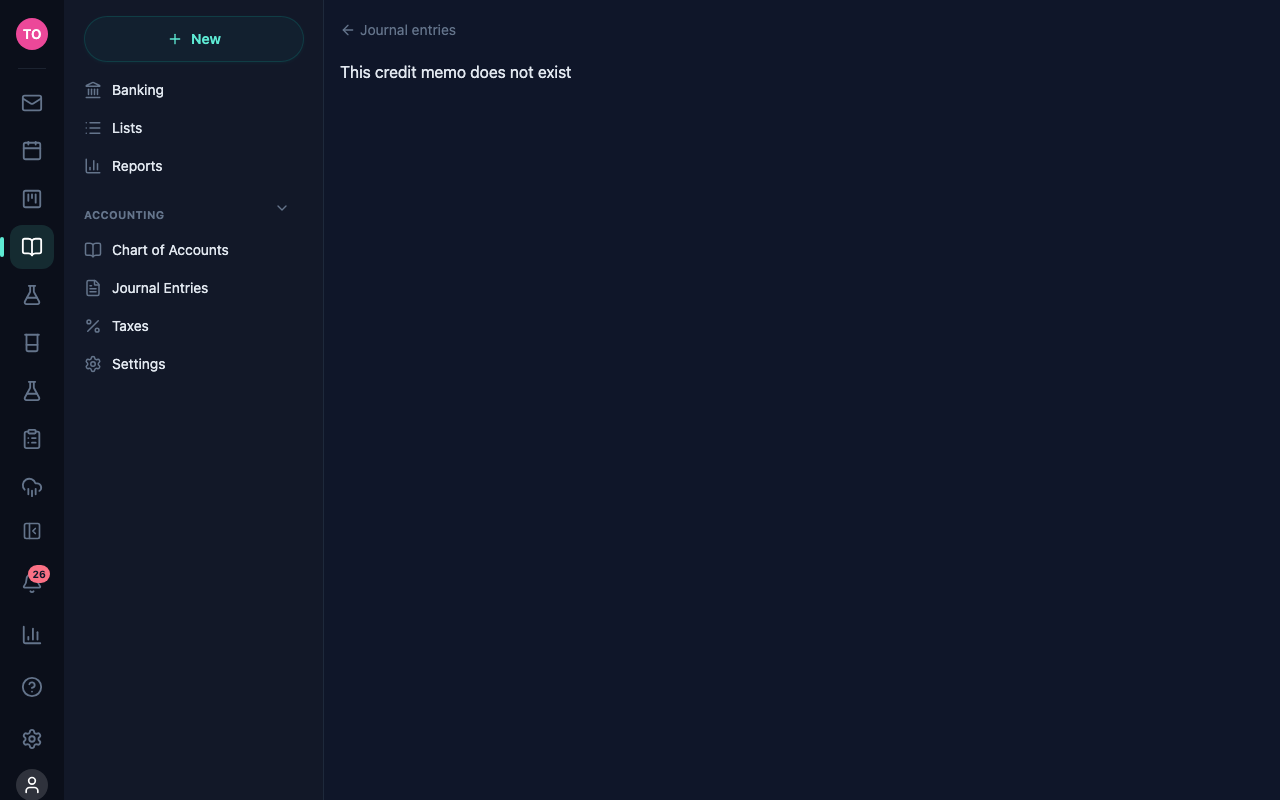 TO
26
New
Banking
Lists
Reports
ACCOUNTING
Chart of Accounts
Journal Entries
Taxes
Settings
Journal entries
This credit memo does not exist